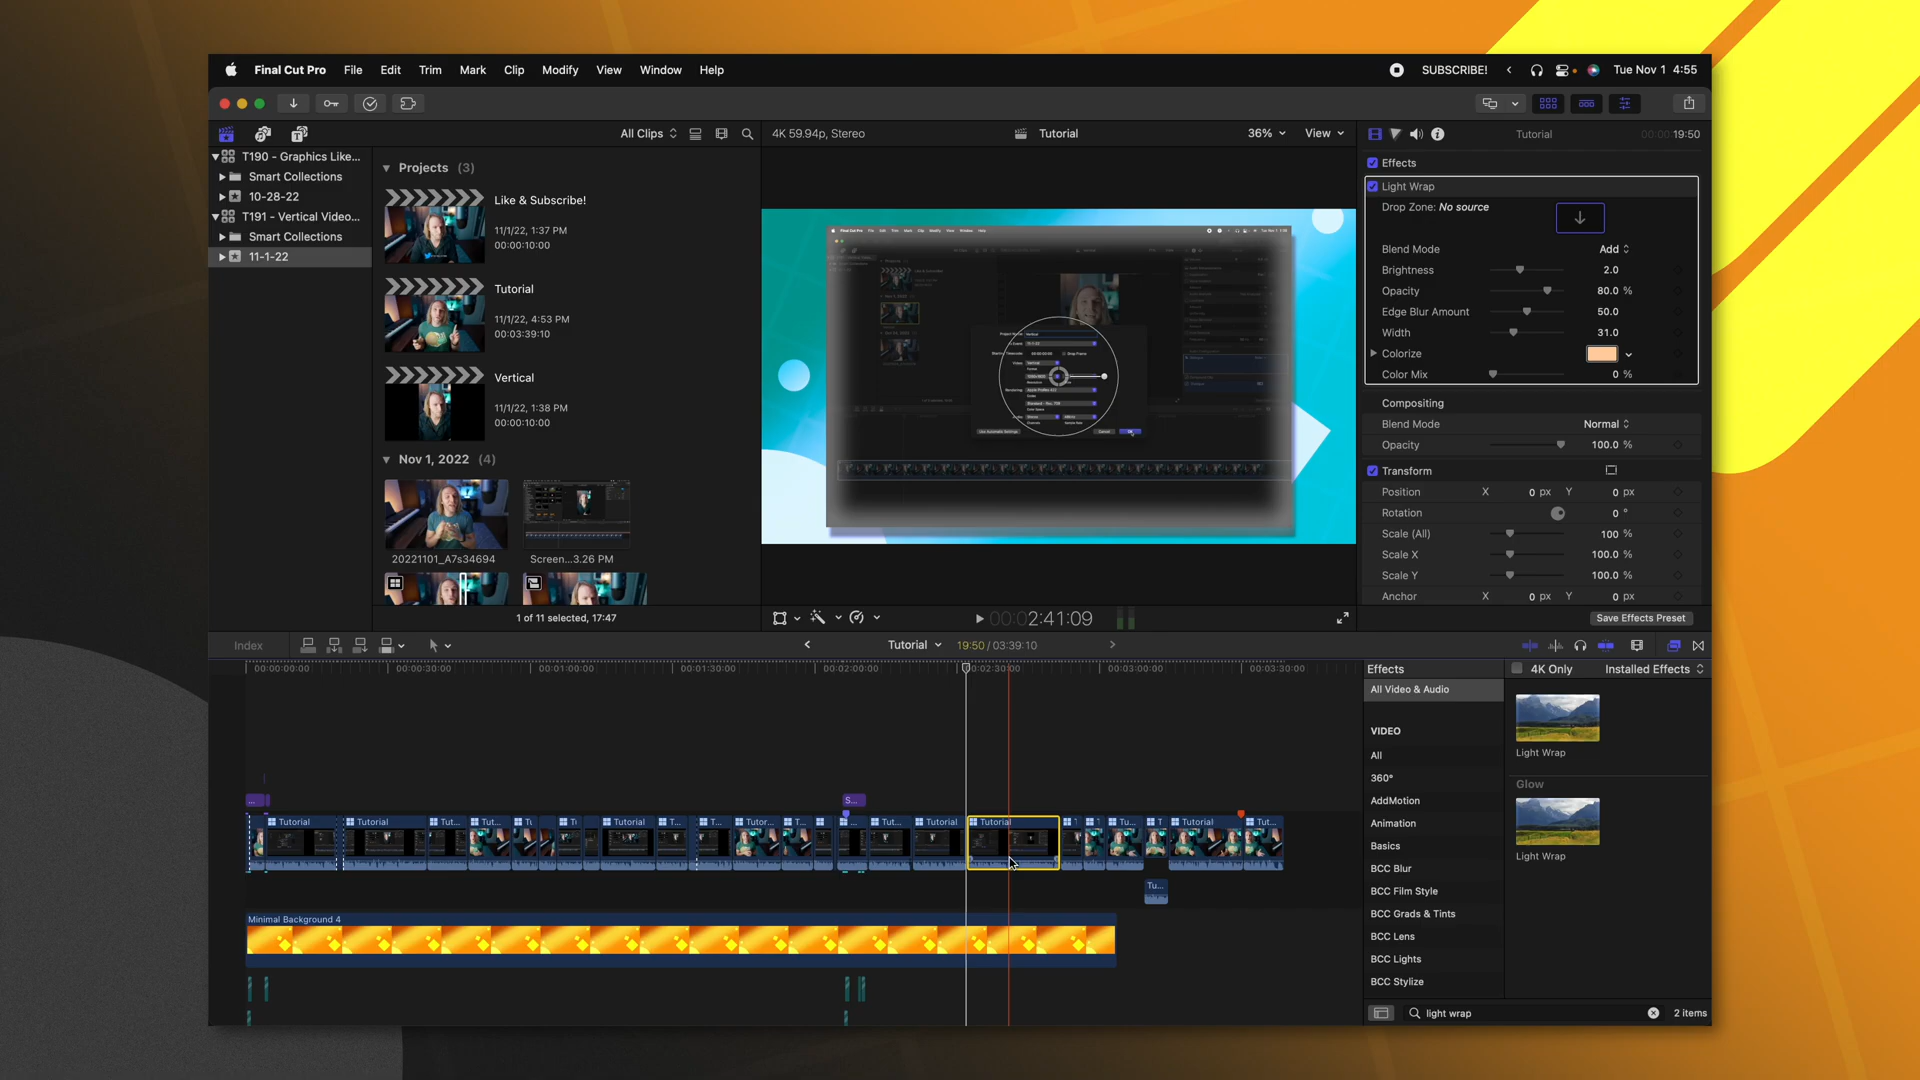 Final Cut Pro File Edit Trim Mark Clip Modify View Window Help
SUBSCRIBE! Tue Nov 1 4:55
All Clips
4K 59.94p, Stereo
Tutorial
36%
View
Tutorial
00:00:19:50
T190 - Graphics Like...
Smart Collections
10-28-22
T191 - Vertical Video...
Smart Collections
11-1-22
Projects (3)
Like & Subscribe!
11/1/22, 1:37 PM
00:00:10:00
Tutorial
11/1/22, 4:53 PM
00:03:39:10
Vertical
11/1/22, 1:38 PM
00:00:10:00
Nov 1, 2022 (4)
20221101_A7s34694
Screen...3.26 PM
1 of 11 selected, 17:47
00:02:41:09
Effects
Light Wrap
Drop Zone: No source
Blend Mode Add
Brightness 2.0
Opacity 80.0 %
Edge Blur Amount 50.0
Width 31.0
Colorize
Color Mix 0 %
Compositing
Blend Mode Normal
Opacity 100.0 %
Transform
Position X 0 px Y 0 px
Rotation 0 °
Scale (All) 100 %
Scale X 100.0 %
Scale Y 100.0 %
Anchor X 0 px Y 0 px
Save Effects Preset
Index
Tutorial 19:50 / 03:39:10
00:00:00:00 00:00:30:00 00:01:00:00 00:01:30:00 00:02:00:00 00:02:30:00 00:03:00:00 00:03:30:00
... S...
Tutorial Tutorial Tut... Tut... Tutorial T... T... Tutor... T... Tut... Tutorial Tutorial Tu... Tutorial Tut...
Tu...
Minimal Background 4
Effects
4K Only
Installed Effects
All Video & Audio
VIDEO
All
360°
AddMotion
Animation
Basics
BCC Blur
BCC Film Style
BCC Grads & Tints
BCC Lens
BCC Lights
BCC Stylize
Light Wrap
Glow
Light Wrap
light wrap
2 items